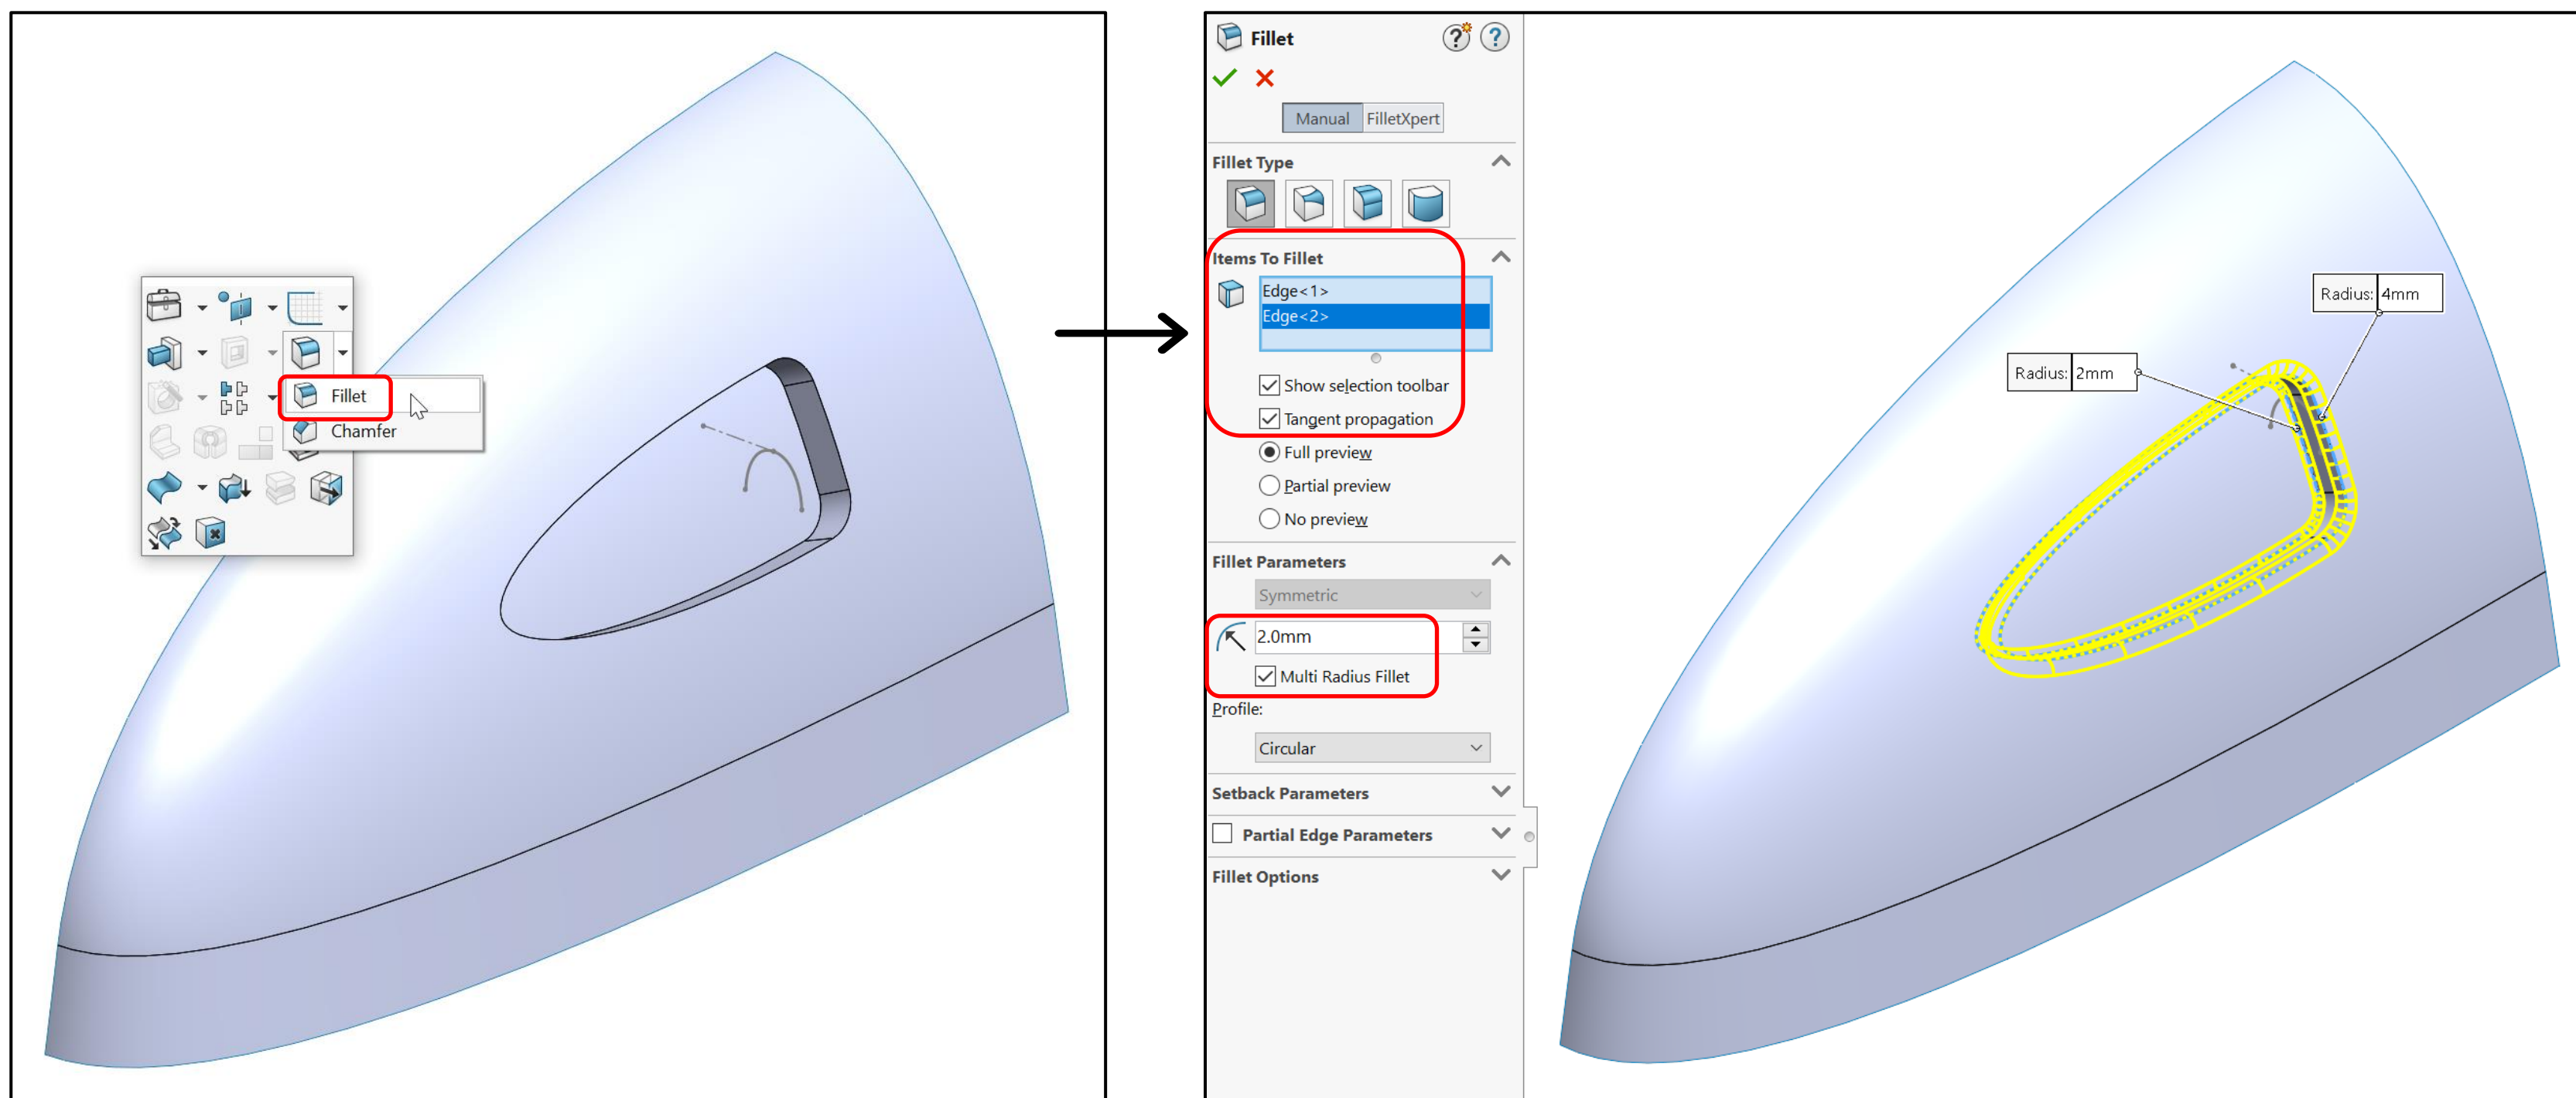 Fillet
Chamfer
Fillet
Manual
FilletXpert
Fillet Type
Items To Fillet
Edge<1>
Edge<2>
Show selection toolbar
Tangent propagation
Full preview
Partial preview
No preview
Fillet Parameters
Symmetric
2.0mm
Multi Radius Fillet
Profile:
Circular
Setback Parameters
Partial Edge Parameters
Fillet Options
Radius: 4mm
Radius: 2mm